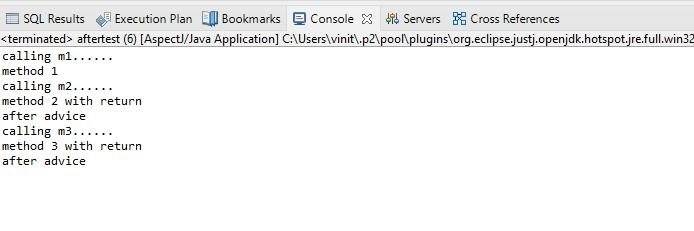 SQL Results Execution Plan Bookmarks Console Servers Cross References
<terminated> aftertest (6) [AspectJ/Java Application] C:\Users\vinit\.p2\pool\plugins\org.eclipse.justj.openjdk.hotspot.jre.full.win32
calling m1......
method 1
calling m2......
method 2 with return
after advice
calling m3......
method 3 with return
after advice